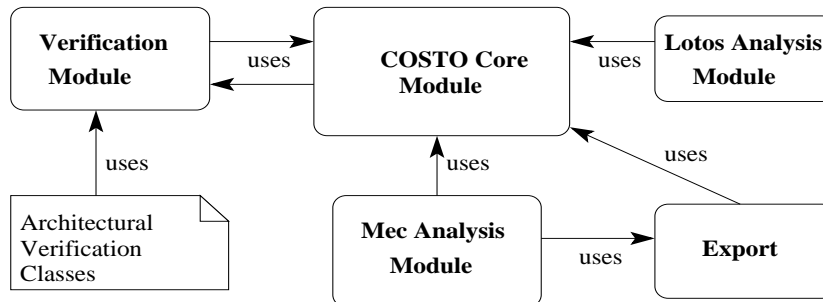 Verification
Module
uses
COSTO Core
Module
uses
Lotos Analysis
Module
uses
uses
uses
Architectural
Verification
Classes
Mec Analysis
Module
uses
Export